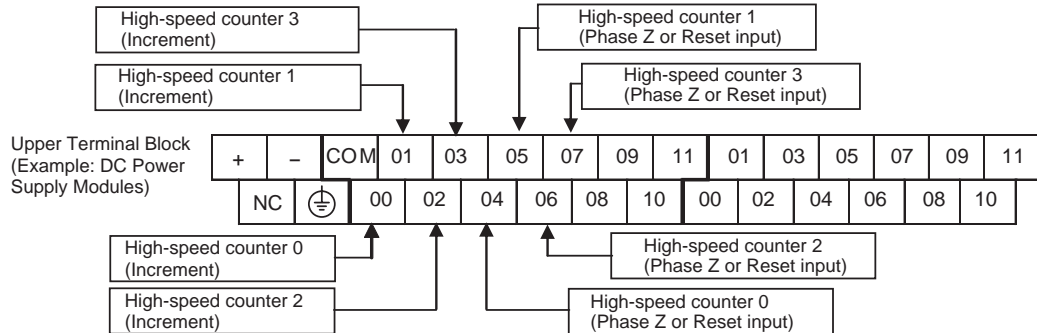 High-speed counter 3
(Increment)
High-speed counter 1
(Phase Z or Reset input)
High-speed counter 1
(Increment)
High-speed counter 3
(Phase Z or Reset input)
Upper Terminal Block
(Example: DC Power
Supply Modules)
+ – COM 01 03 05 07 09 11 01 03 05 07 09 11
NC 00 02 04 06 08 10 00 02 04 06 08 10
High-speed counter 0
(Increment)
High-speed counter 2
(Phase Z or Reset input)
High-speed counter 2
(Increment)
High-speed counter 0
(Phase Z or Reset input)